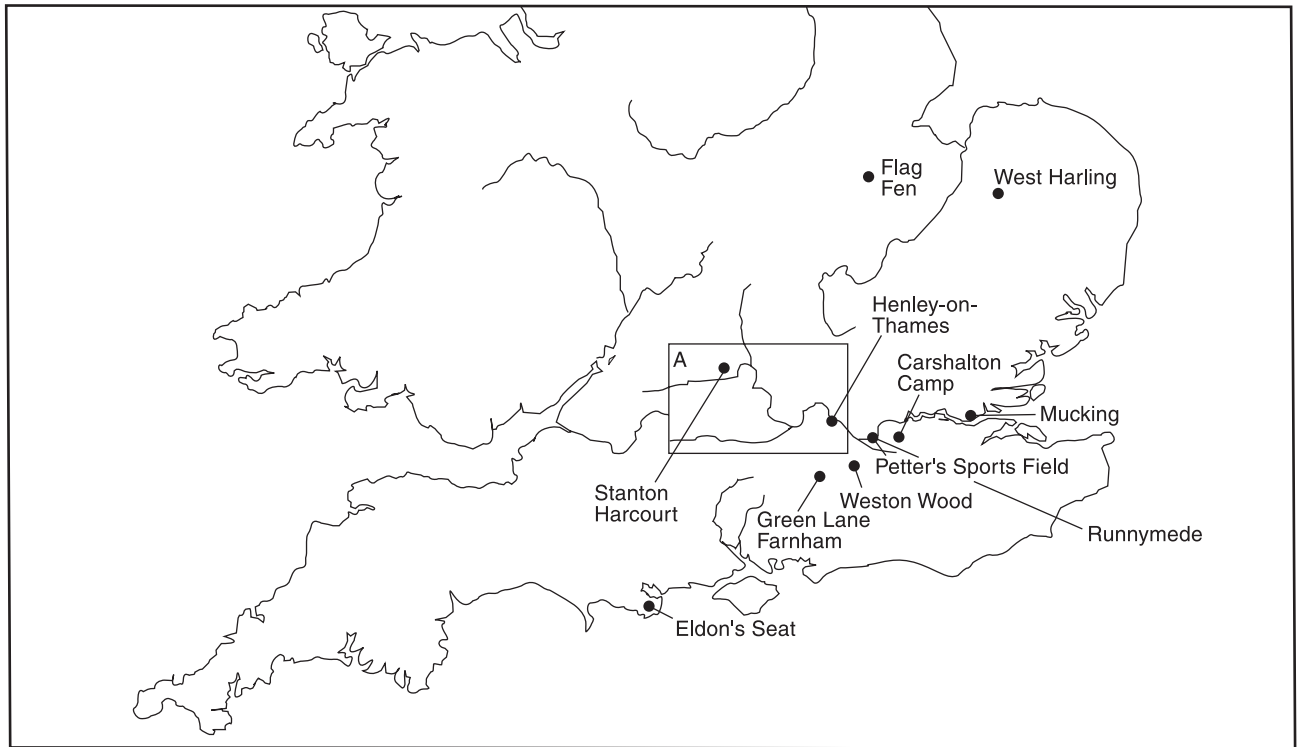 Flag
Fen
West Harling
Henley-on-
Thames
A
Carshalton
Camp
Mucking
Petter's Sports Field
Stanton
Harcourt
Weston Wood
Green Lane
Farnham
Runnymede
Eldon's Seat